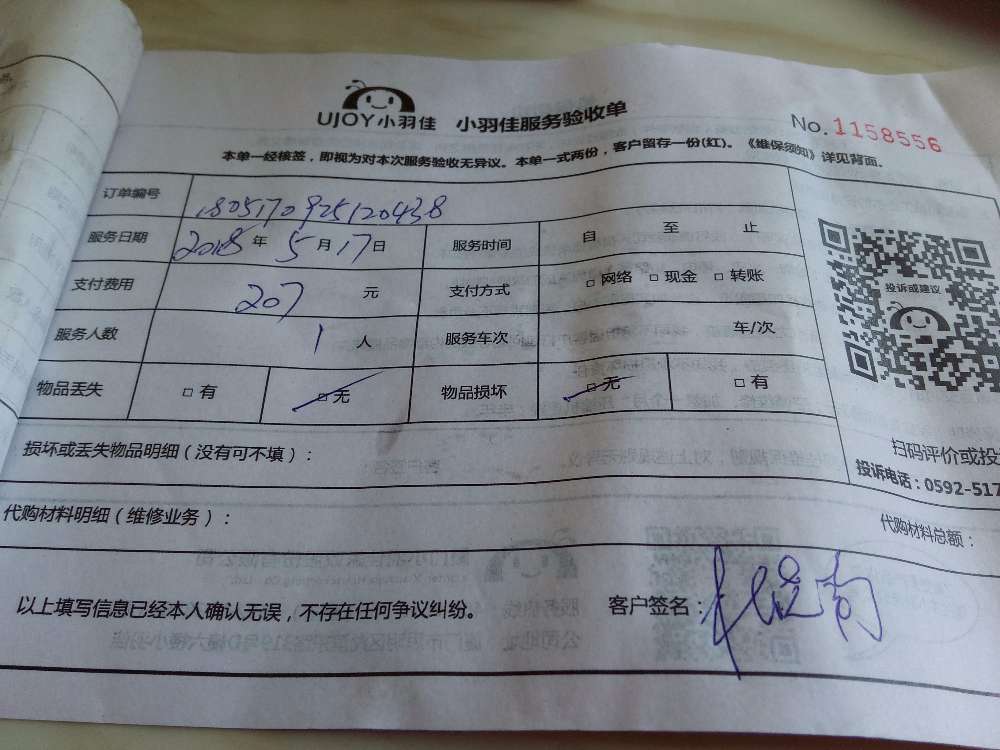 UJOY小羽佳 小羽佳服务验收单
No. 1158556
本单一经核签，即视为对本次服务验收无异议。本单一式两份，客户留存一份(红)。《维保须知》详见背面。
订单编号 1805170925120438
服务日期 2018年 5月17日 服务时间 自 至 止
支付费用 207 元 支付方式 □网络 □现金 □转账
服务人数 1人 服务车次 车/次
物品丢失 □有 □无 物品损坏 □无 □有
投诉或建议
损坏或丢失物品明细（没有可不填）：
扫码评价或投
投诉电话：0592-517
代购材料明细（维修业务）：
代购材料总额：
以上填写信息已经本人确认无误，不存在任何争议纠纷。
客户签名：